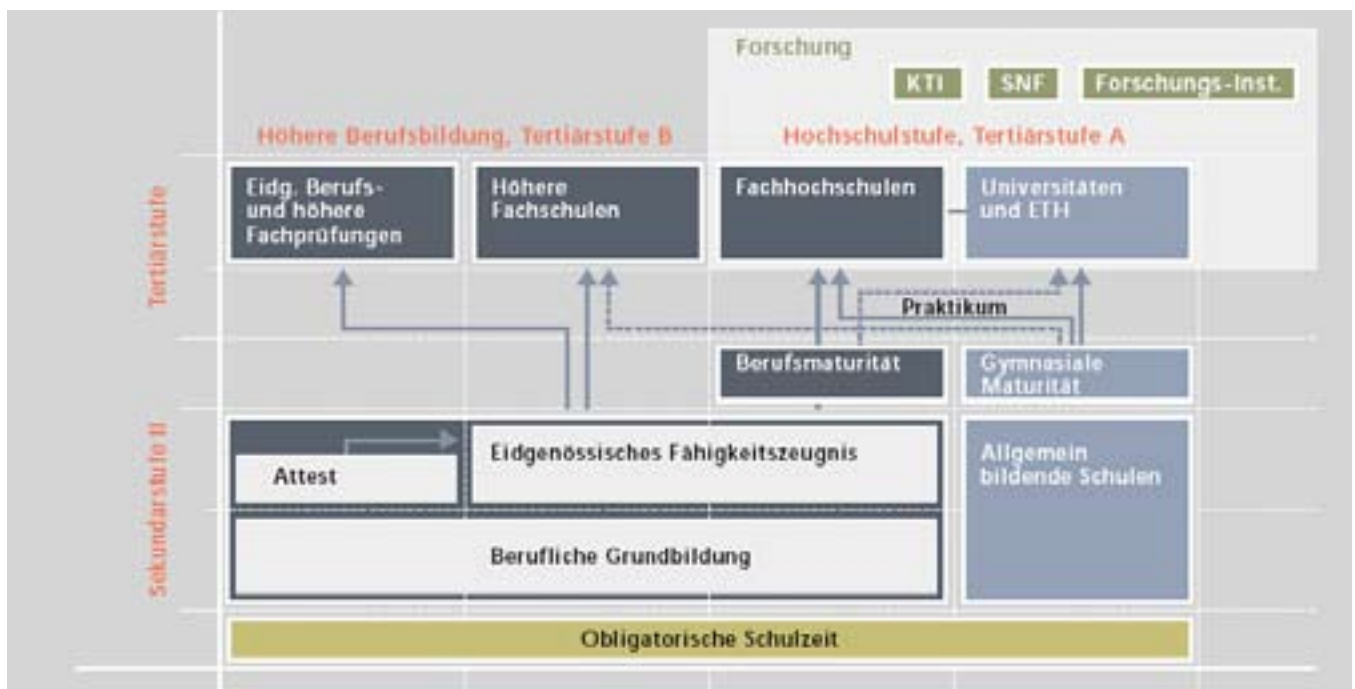 Forschung
KTI
SNF
Forschungs-Inst.
Höhere Berufsbildung, Tertiärstufe B
Hochschulstufe, Tertiärstufe A
Tertiärstufe
Eidg. Berufs-
und höhere
Fachprüfungen
Höhere
Fachschulen
Fachhochschulen
Universitäten
und ETH
Praktikum
Berufsmaturität
Gymnasiale
Maturität
Sekundarstufe II
Attest
Eidgenössisches Fähigkeitszeugnis
Allgemein
bildende Schulen
Berufliche Grundbildung
Obligatorische Schulzeit